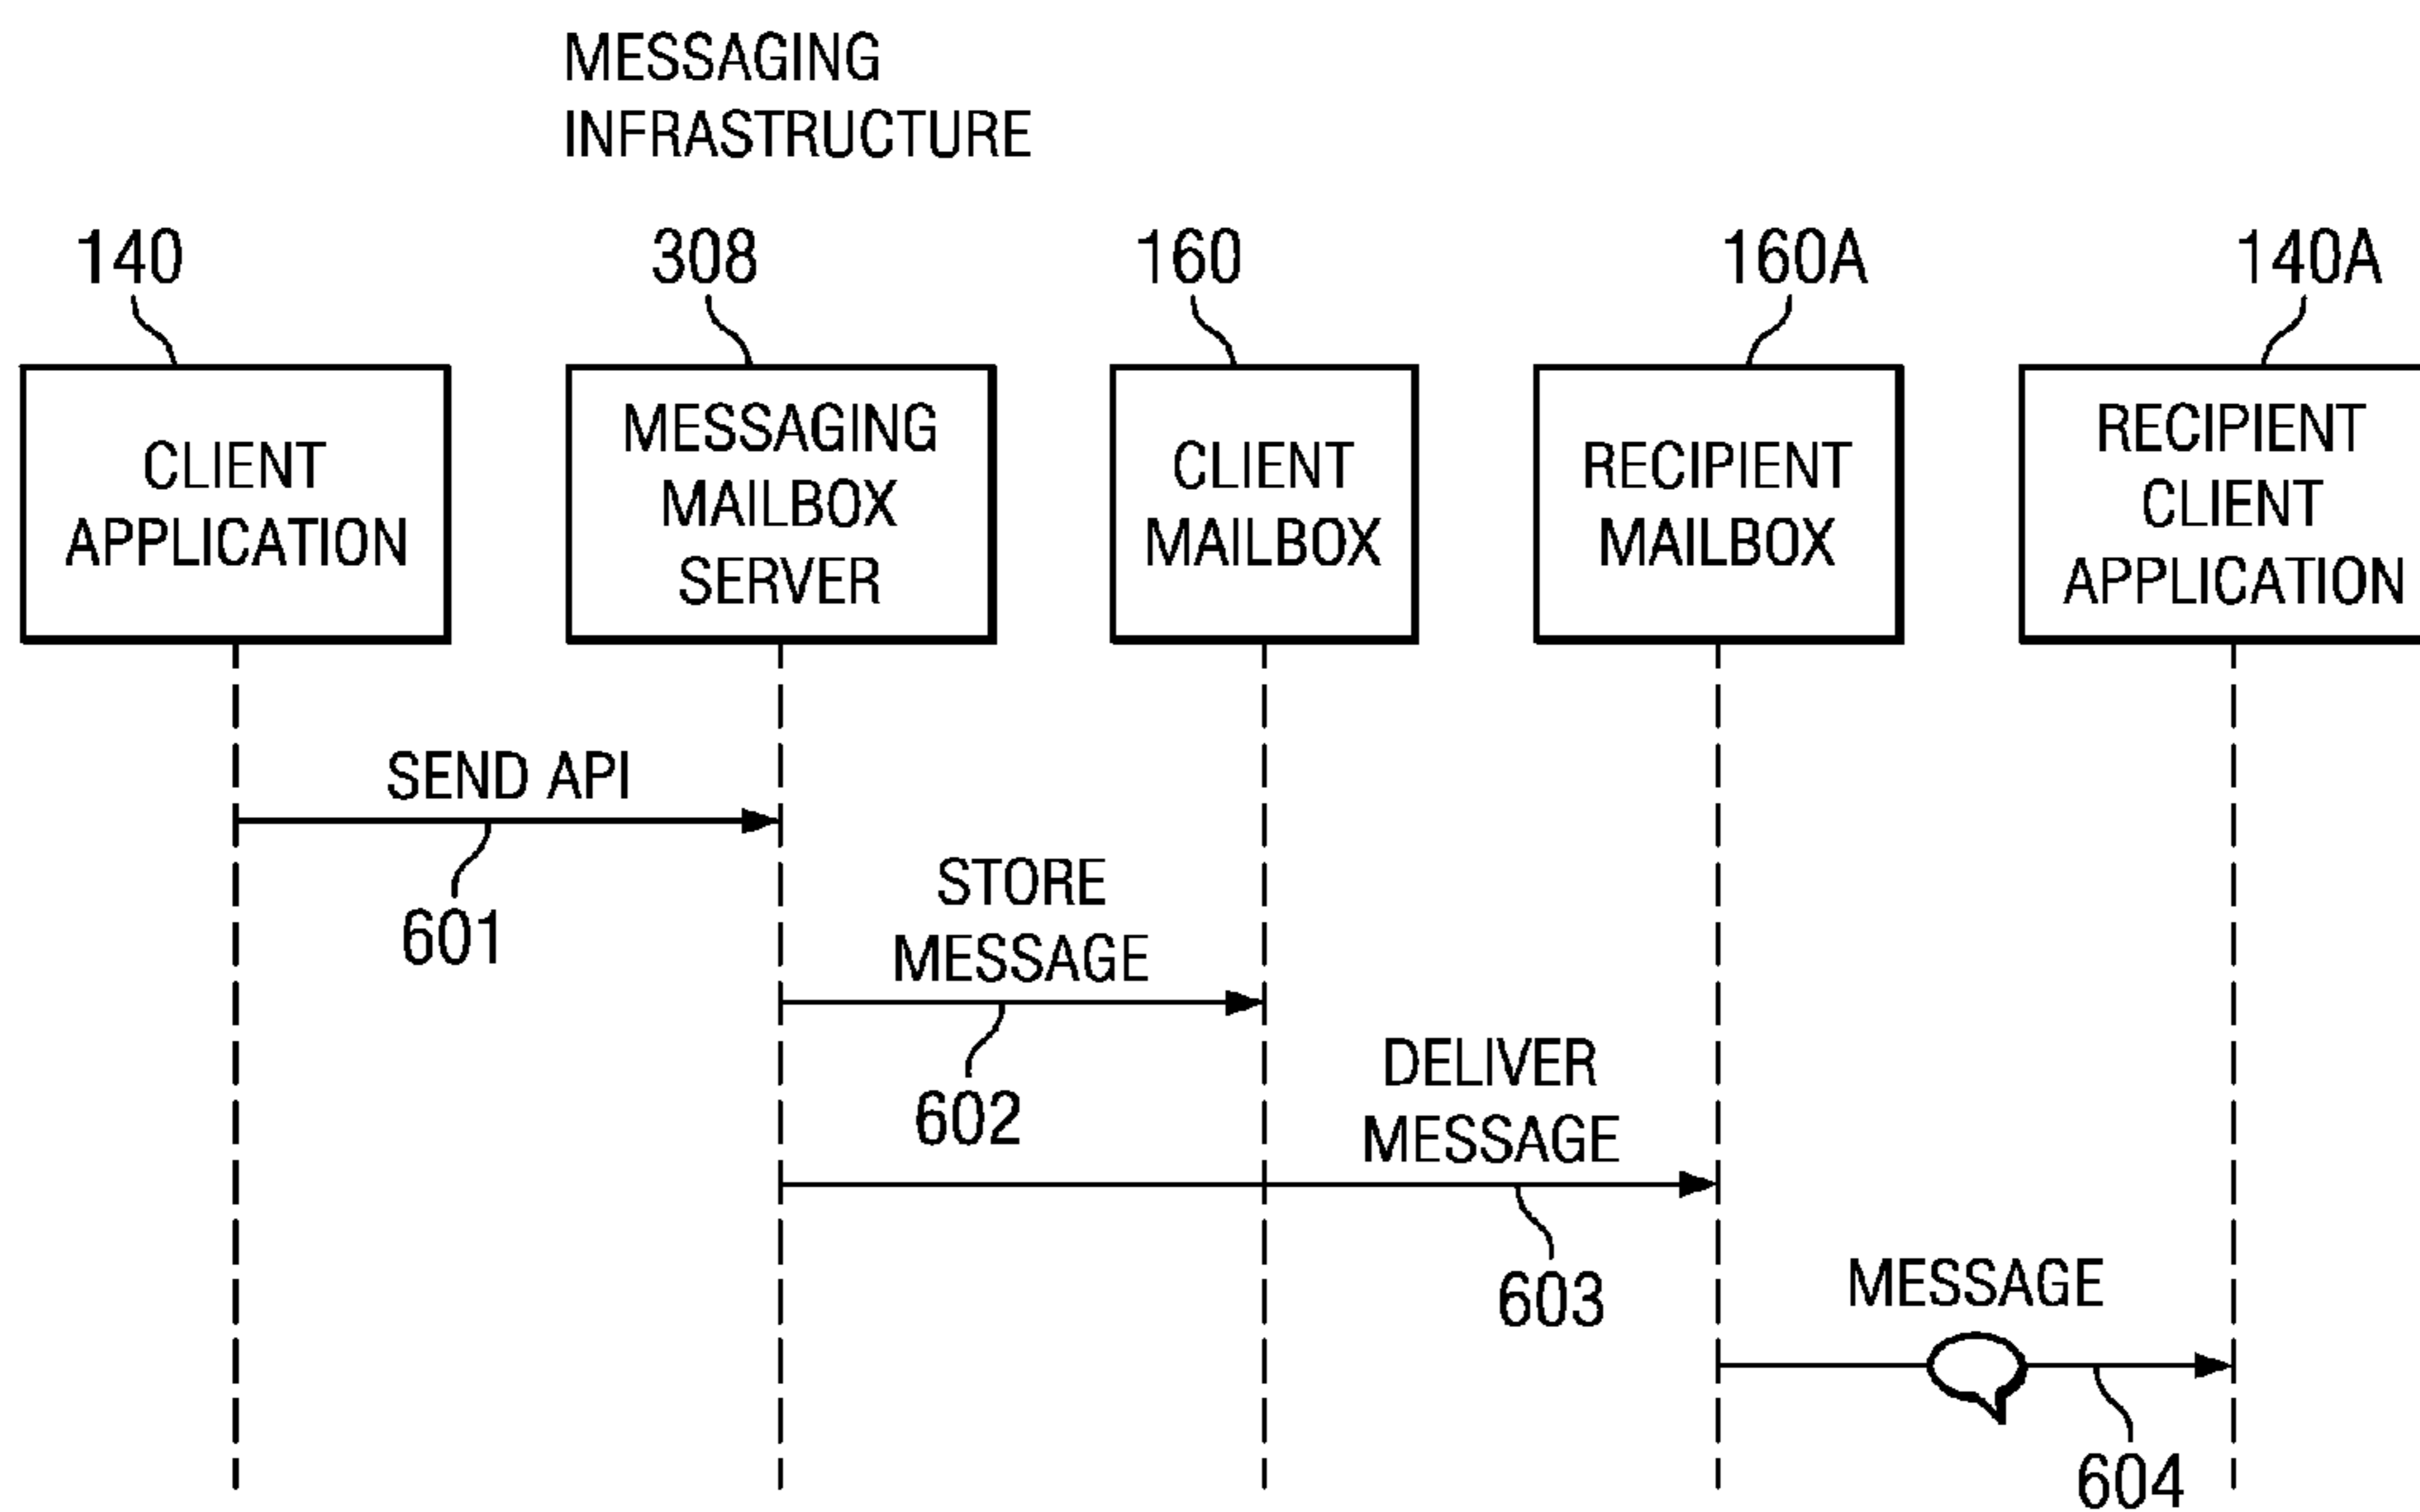 MESSAGING
INFRASTRUCTURE
140
308
160
160A
140A
CLIENT
APPLICATION
MESSAGING
MAILBOX
SERVER
CLIENT
MAILBOX
RECIPIENT
MAILBOX
RECIPIENT
CLIENT
APPLICATION
SEND API
601
STORE
MESSAGE
602
DELIVER
MESSAGE
603
MESSAGE
604